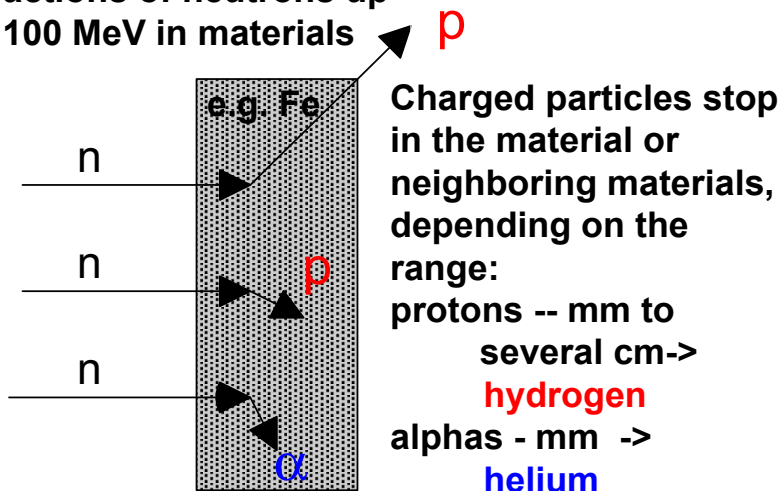 100 MeV in materials
p
e.g. Fe
n
n
p
n
α
Charged particles stop
in the material or
neighboring materials,
depending on the
range:
protons -- mm to
several cm->
hydrogen
alphas - mm ->
helium